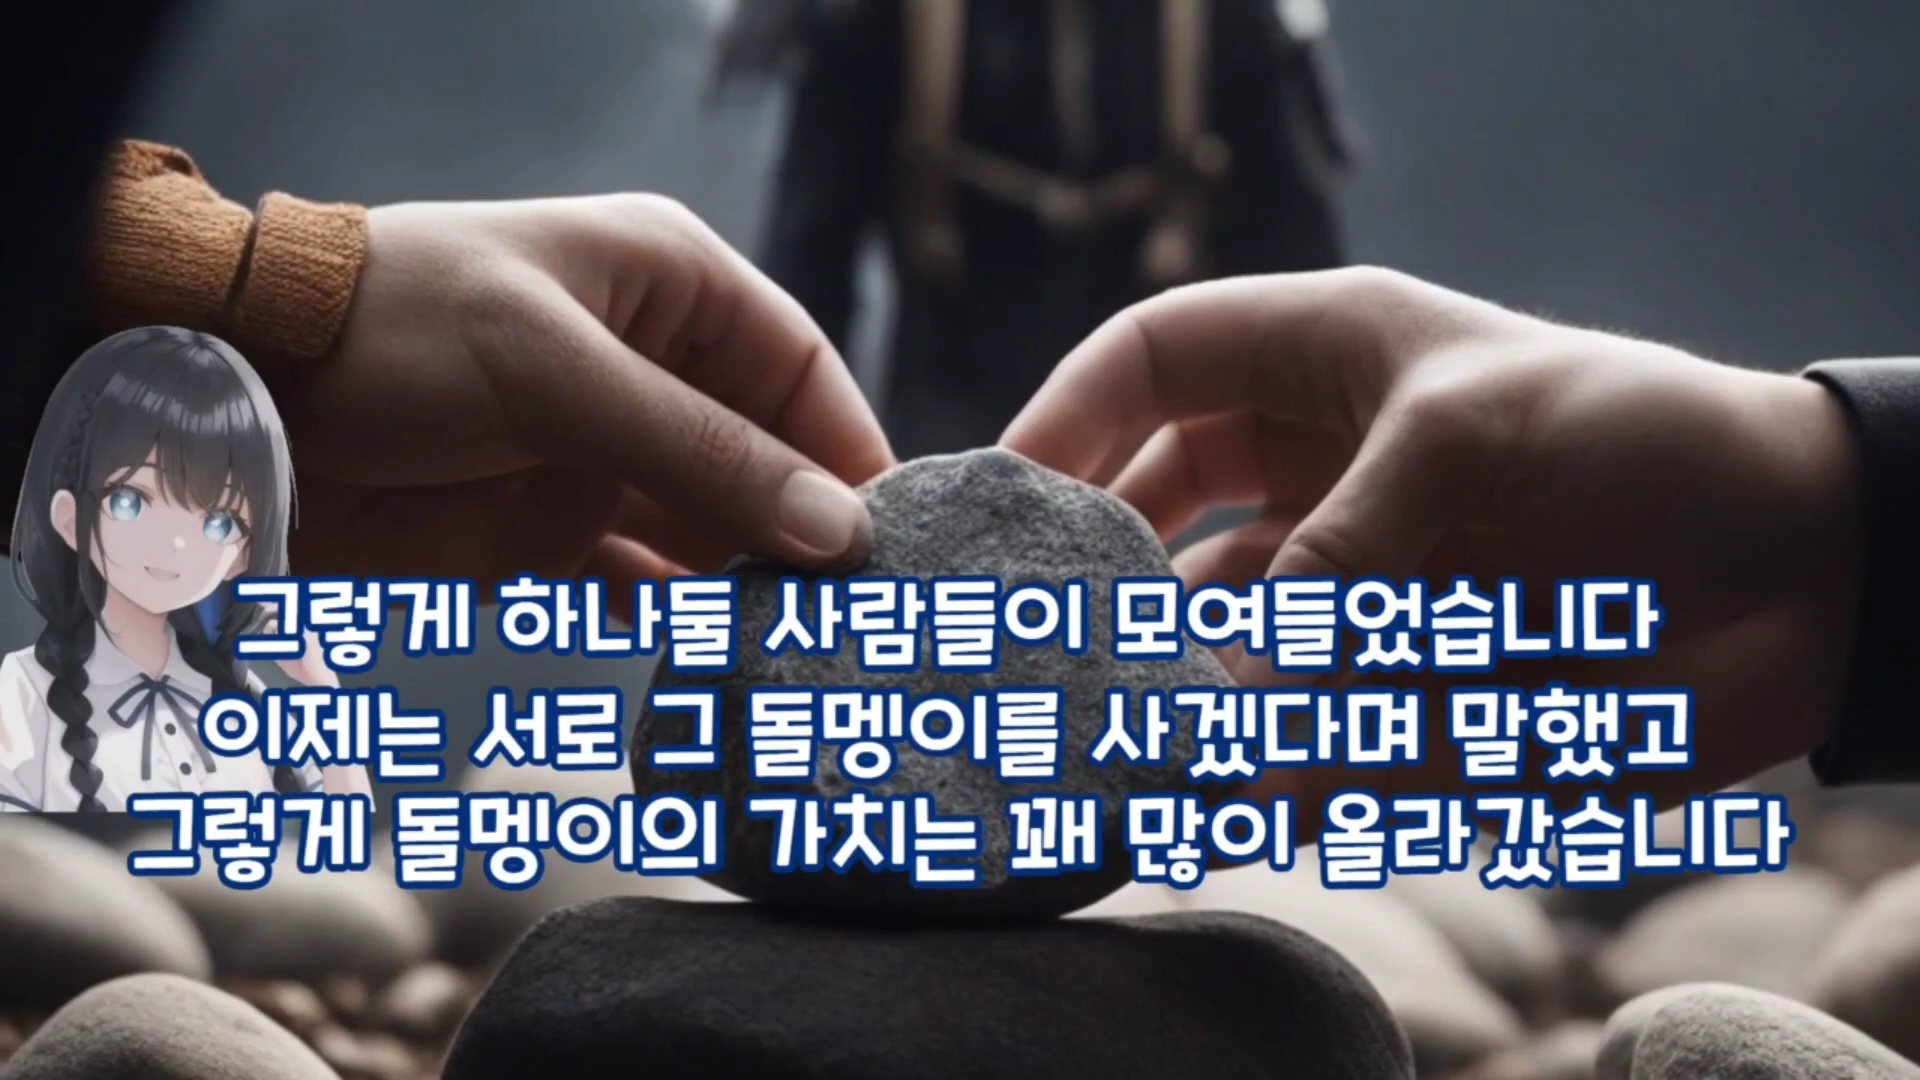 그렇게 하나둘 사람들이 모여들었습니다
이제는 서로 그 돌멩이를 사겠다며 말했고
그렇게 돌멩이의 가치는 꽤 많이 올라갔습니다